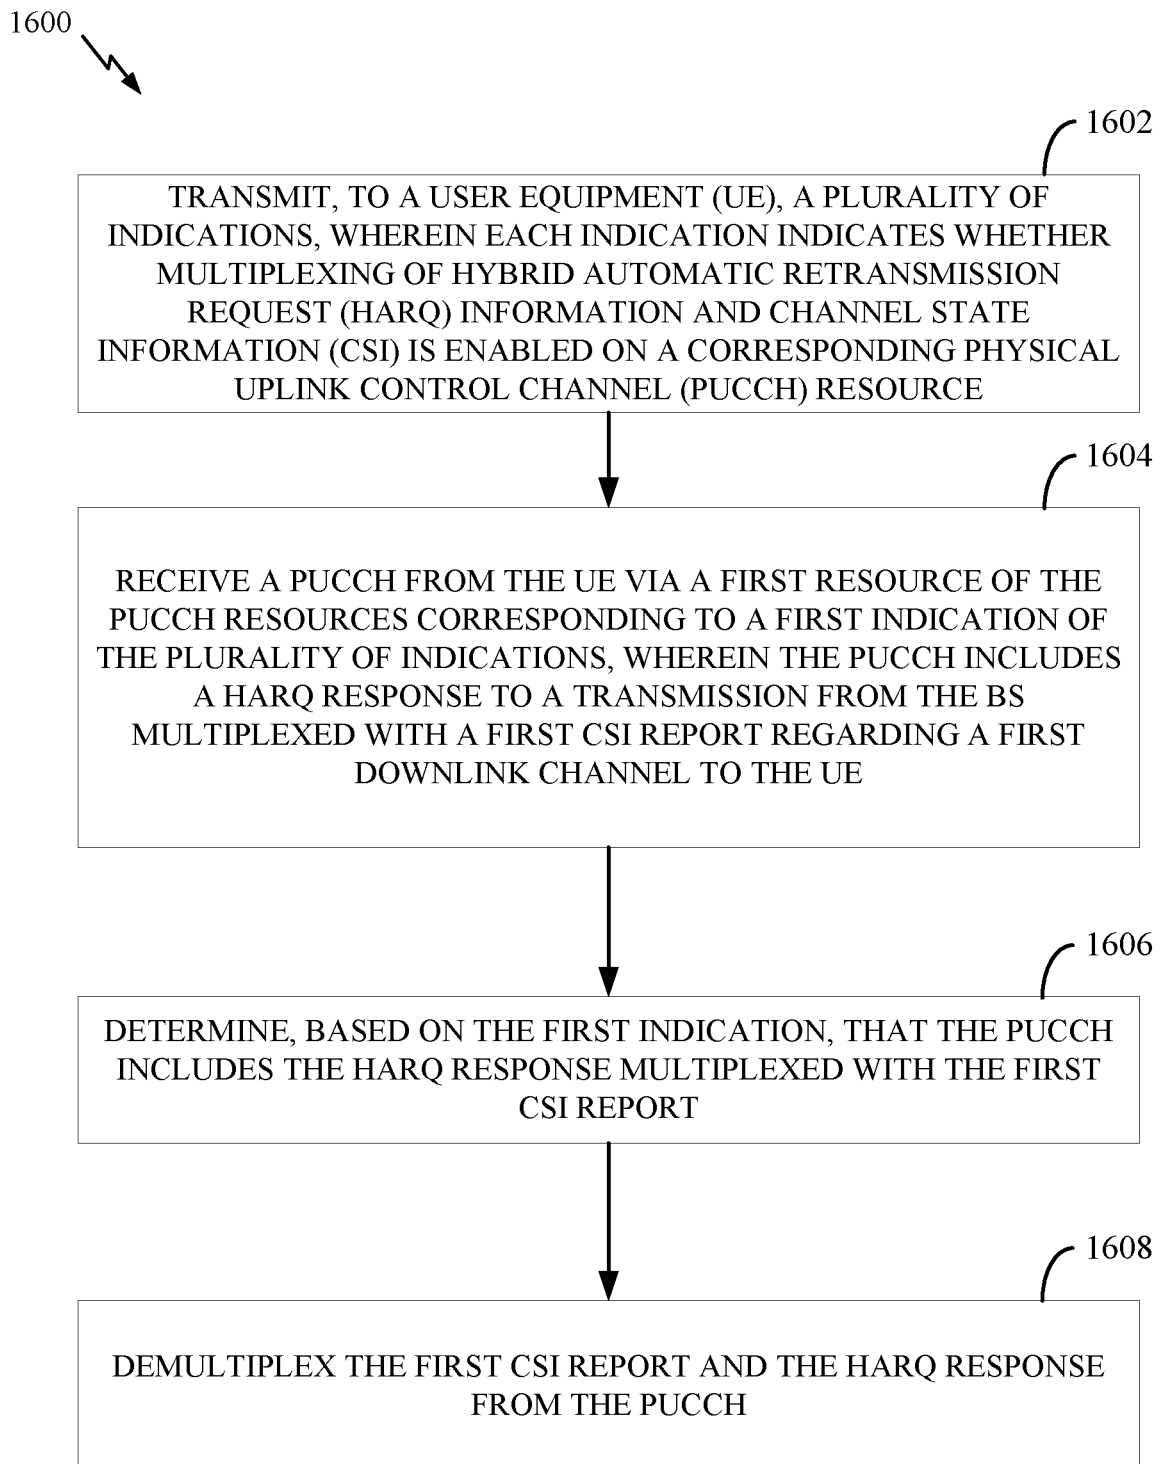 1600
1602
TRANSMIT, TO A USER EQUIPMENT (UE), A PLURALITY OF
INDICATIONS, WHEREIN EACH INDICATION INDICATES WHETHER
MULTIPLEXING OF HYBRID AUTOMATIC RETRANSMISSION
REQUEST (HARQ) INFORMATION AND CHANNEL STATE
INFORMATION (CSI) IS ENABLED ON A CORRESPONDING PHYSICAL
UPLINK CONTROL CHANNEL (PUCCH) RESOURCE
1604
RECEIVE A PUCCH FROM THE UE VIA A FIRST RESOURCE OF THE
PUCCH RESOURCES CORRESPONDING TO A FIRST INDICATION OF
THE PLURALITY OF INDICATIONS, WHEREIN THE PUCCH INCLUDES
A HARQ RESPONSE TO A TRANSMISSION FROM THE BS
MULTIPLEXED WITH A FIRST CSI REPORT REGARDING A FIRST
DOWNLINK CHANNEL TO THE UE
1606
DETERMINE, BASED ON THE FIRST INDICATION, THAT THE PUCCH
INCLUDES THE HARQ RESPONSE MULTIPLEXED WITH THE FIRST
CSI REPORT
1608
DEMULTIPLEX THE FIRST CSI REPORT AND THE HARQ RESPONSE
FROM THE PUCCH